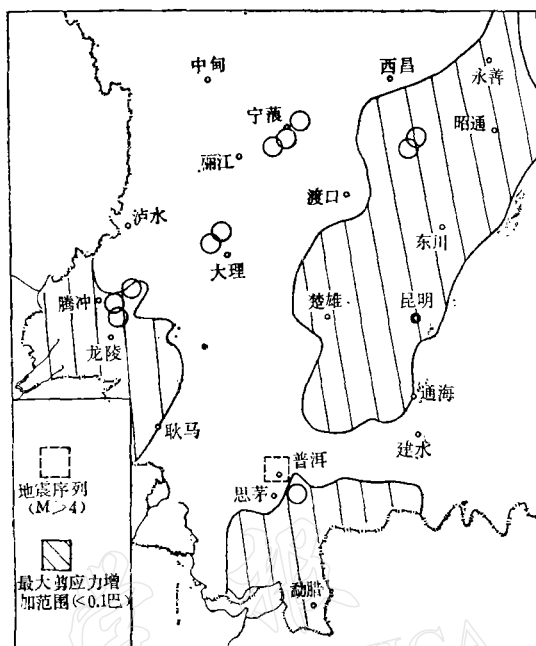 中甸
西昌
永善
宁蒗
昭通
丽江
渡口
泸水
东川
大理
腾冲
楚雄
昆明
龙陵
通海
耿马
建水
普洱
思茅
地震序列
(M≥4)
最大剪应力增
加范围(<0.1巴)
勐腊